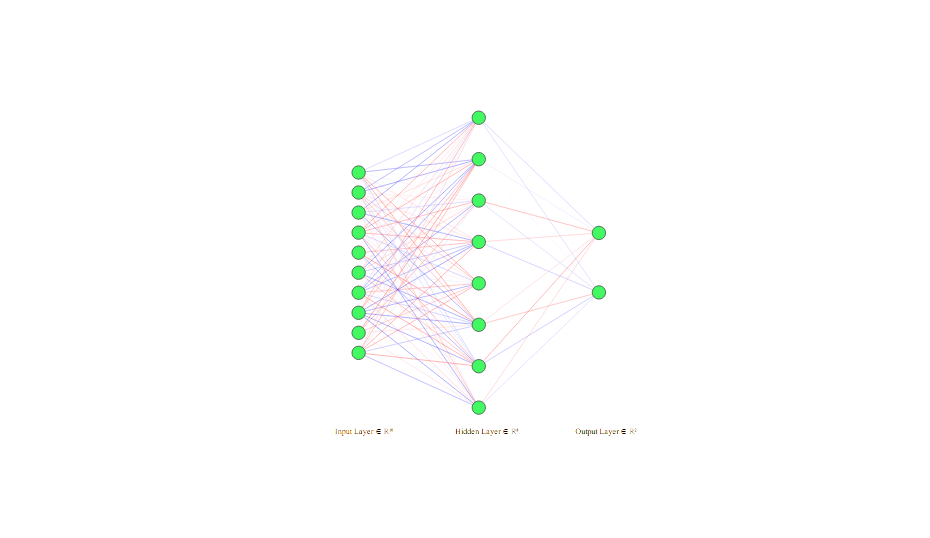 Input Layer ∈ ℝ¹⁰
Hidden Layer ∈ ℝ⁸
Output Layer ∈ ℝ²